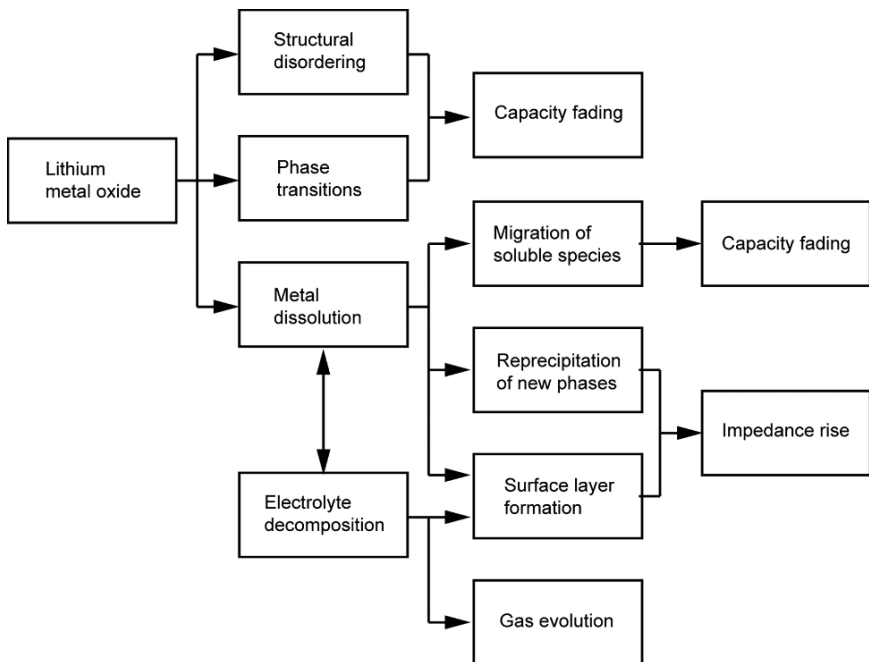 Lithium
metal oxide
Structural
disordering
Phase
transitions
Metal
dissolution
Electrolyte
decomposition
Capacity fading
Migration of
soluble species
Reprecipitation
of new phases
Surface layer
formation
Gas evolution
Capacity fading
Impedance rise